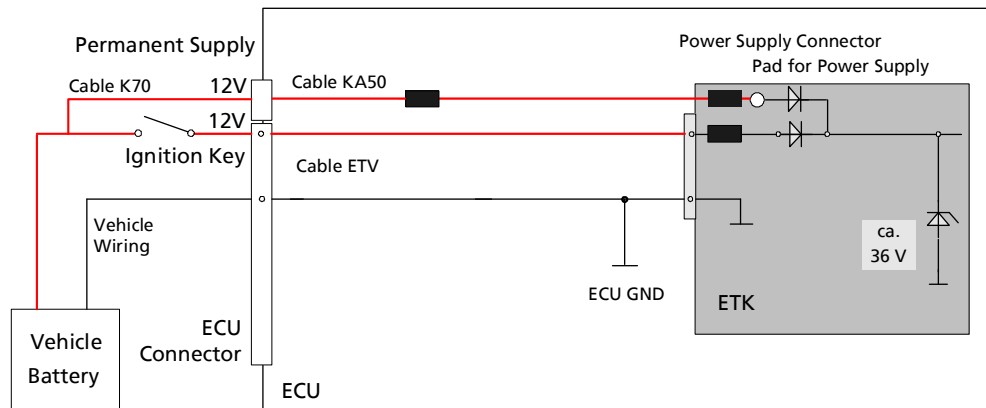 Permanent Supply
Power Supply Connector
Pad for Power Supply
Cable K70
12V
Cable KA50
12V
Ignition Key
Cable ETV
Vehicle
Wiring
ca.
36 V
ECU GND
ETK
ECU
Connector
Vehicle
Battery
ECU